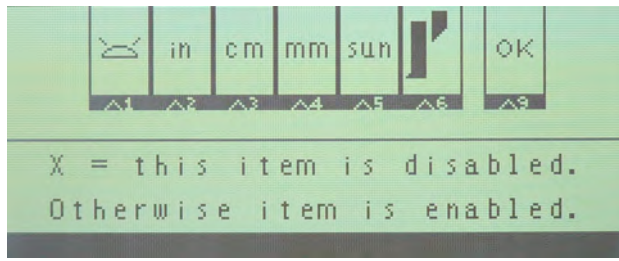 in cm mm sun OK
^1 ^2 ^3 ^4 ^5 ^6 ^9
X = this item is disabled.
Otherwise item is enabled.